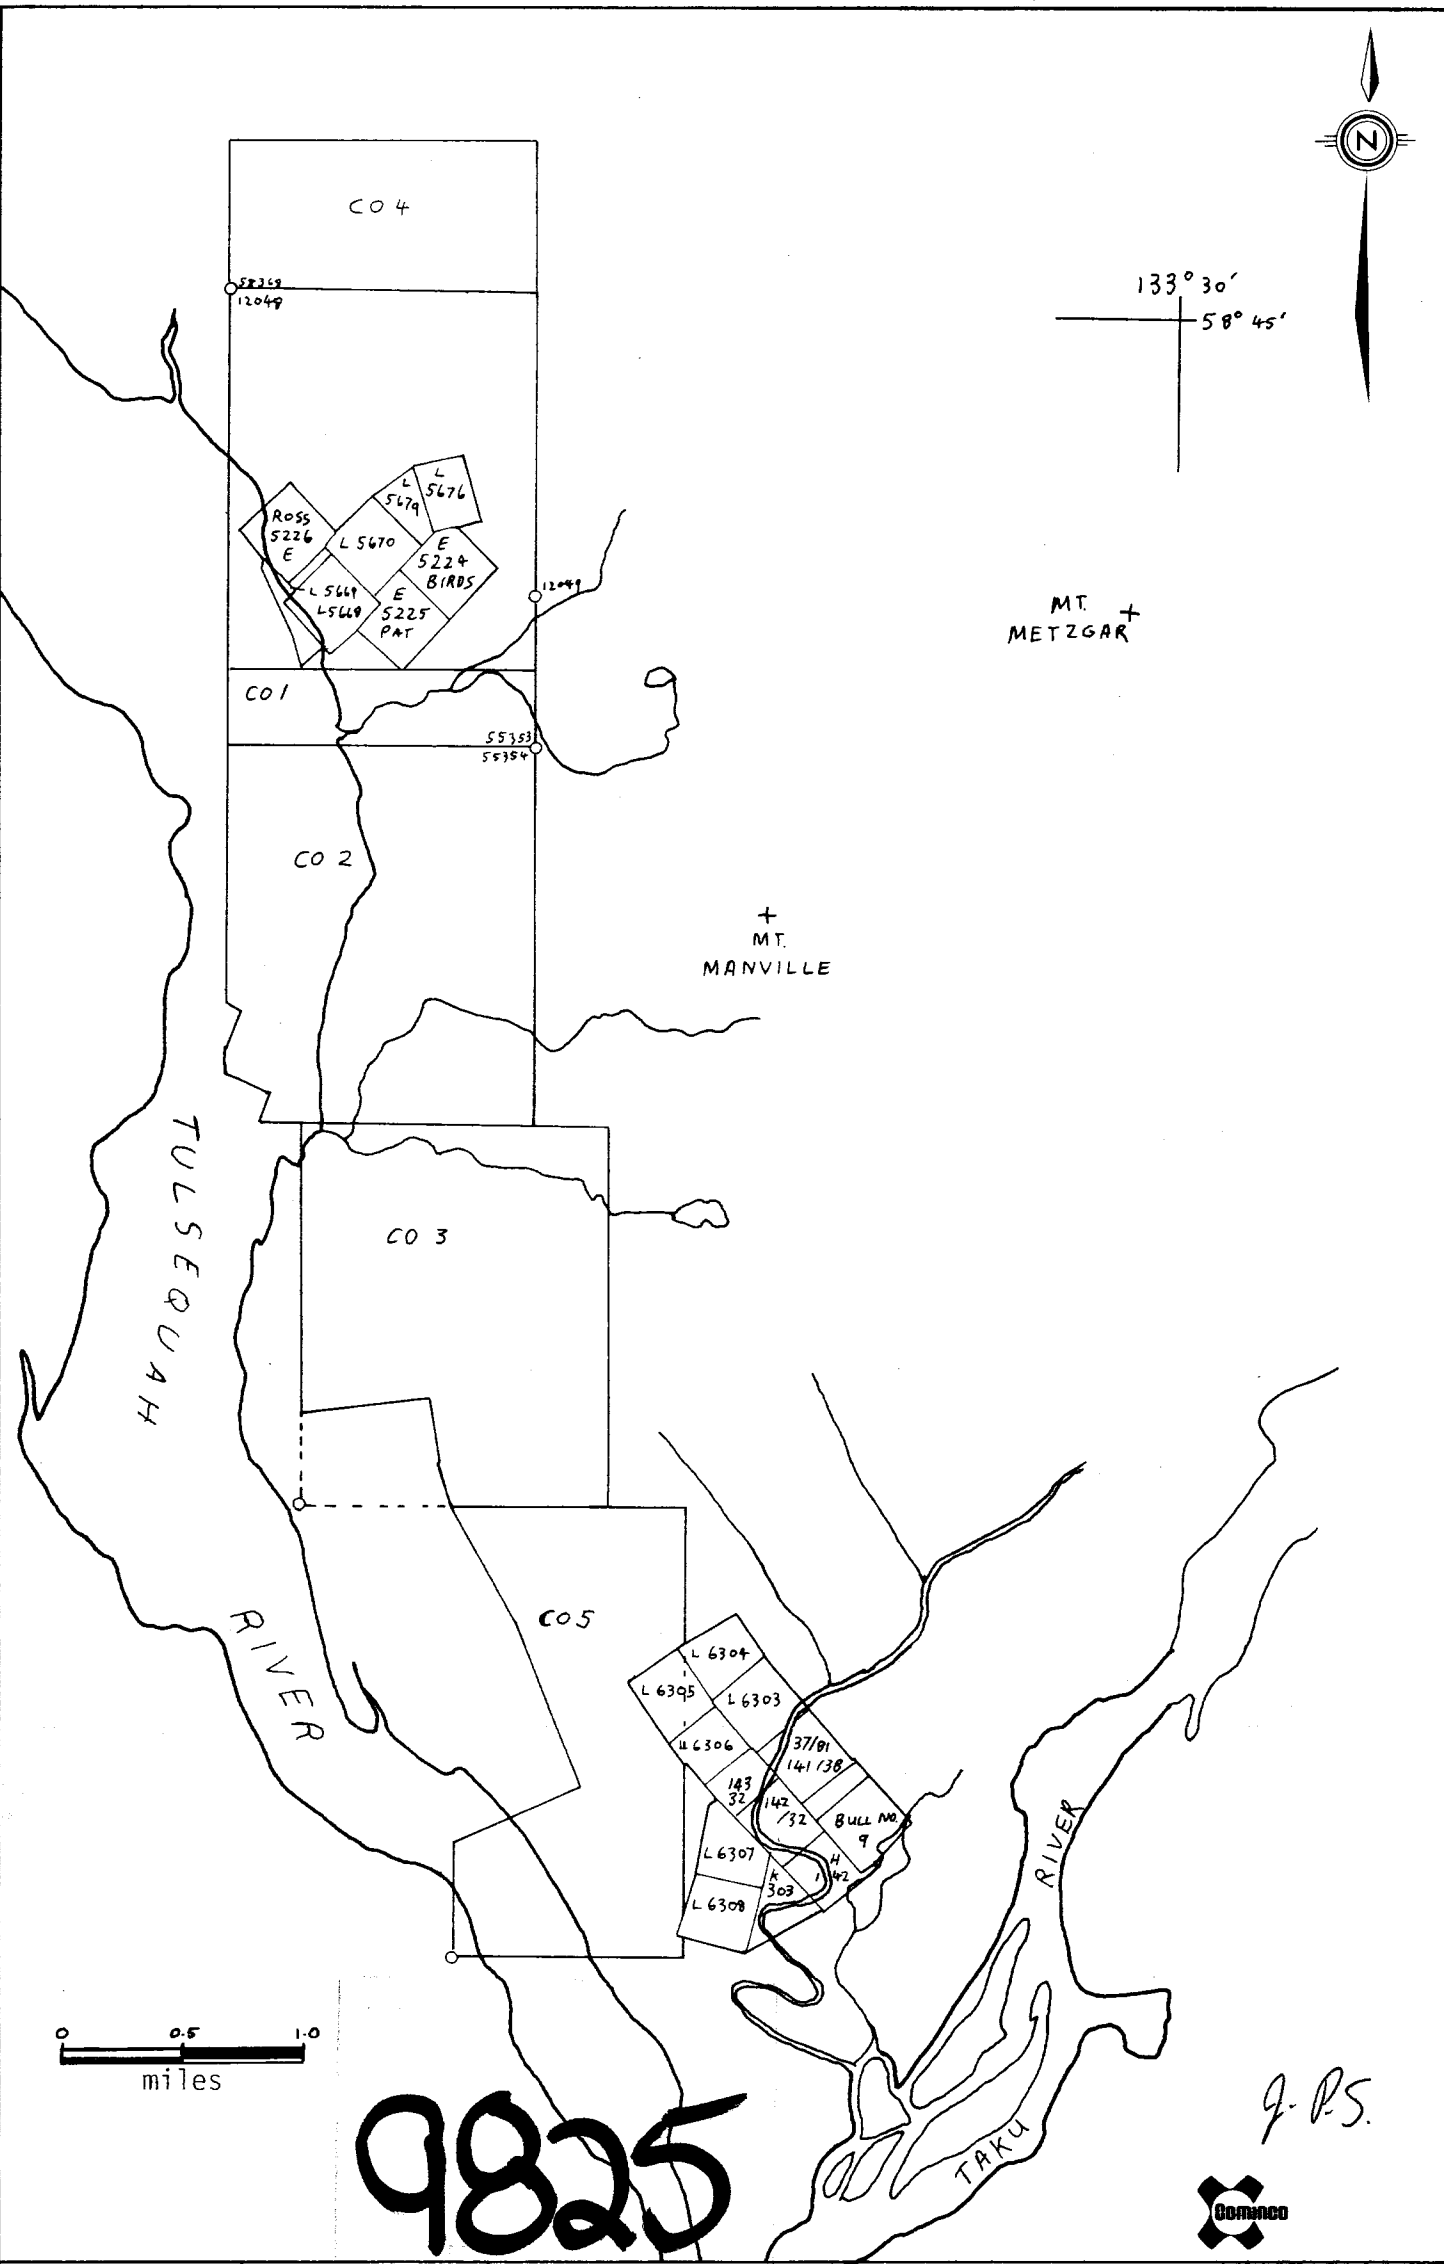 N
CO 4
58369
12048
133° 30'
58° 45'
L
5676
L
5679
ROSS
5226
E
L 5670
E
5224
BIRDS
L 5669
L5668
E
5225
PAT
12049
MT.
METZGAR
CO 1
55353
55354
CO 2
MT.
MANVILLE
TULSEQUAH
CO 3
CO 5
RIVER
L 6304
L 6305
L 6303
L 6306
37/81
141/38
143
32
142
/32
BULL NO.
9
L 6307
H
142
K
303
L 6308
RIVER
TAKU
0 0.5 1.0
miles
9825
J. P. S.
Cominco